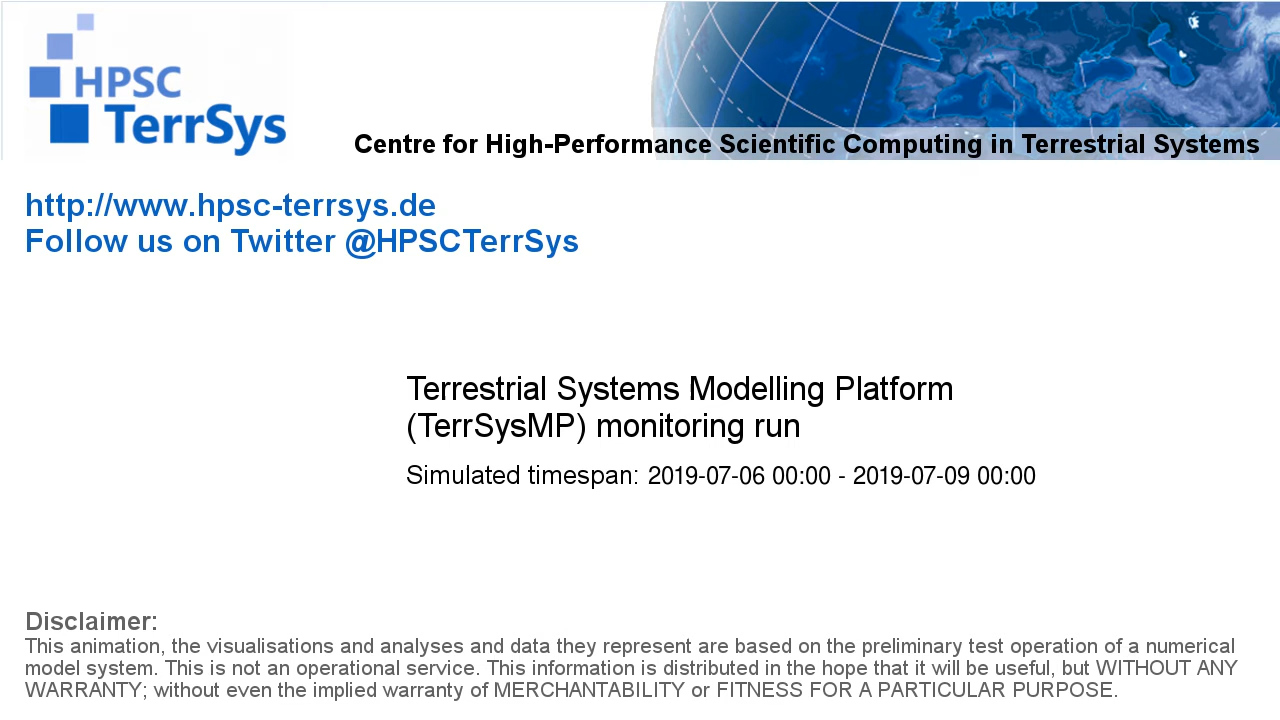 HPSC
TerrSys
Centre for High-Performance Scientific Computing in Terrestrial Systems
http://www.hpsc-terrsys.de
Follow us on Twitter @HPSCTerrSys
Terrestrial Systems Modelling Platform
(TerrSysMP) monitoring run
Simulated timespan: 2019-07-06 00:00 - 2019-07-09 00:00
Disclaimer:
This animation, the visualisations and analyses and data they represent are based on the preliminary test operation of a numerical
model system. This is not an operational service. This information is distributed in the hope that it will be useful, but WITHOUT ANY
WARRANTY; without even the implied warranty of MERCHANTABILITY or FITNESS FOR A PARTICULAR PURPOSE.